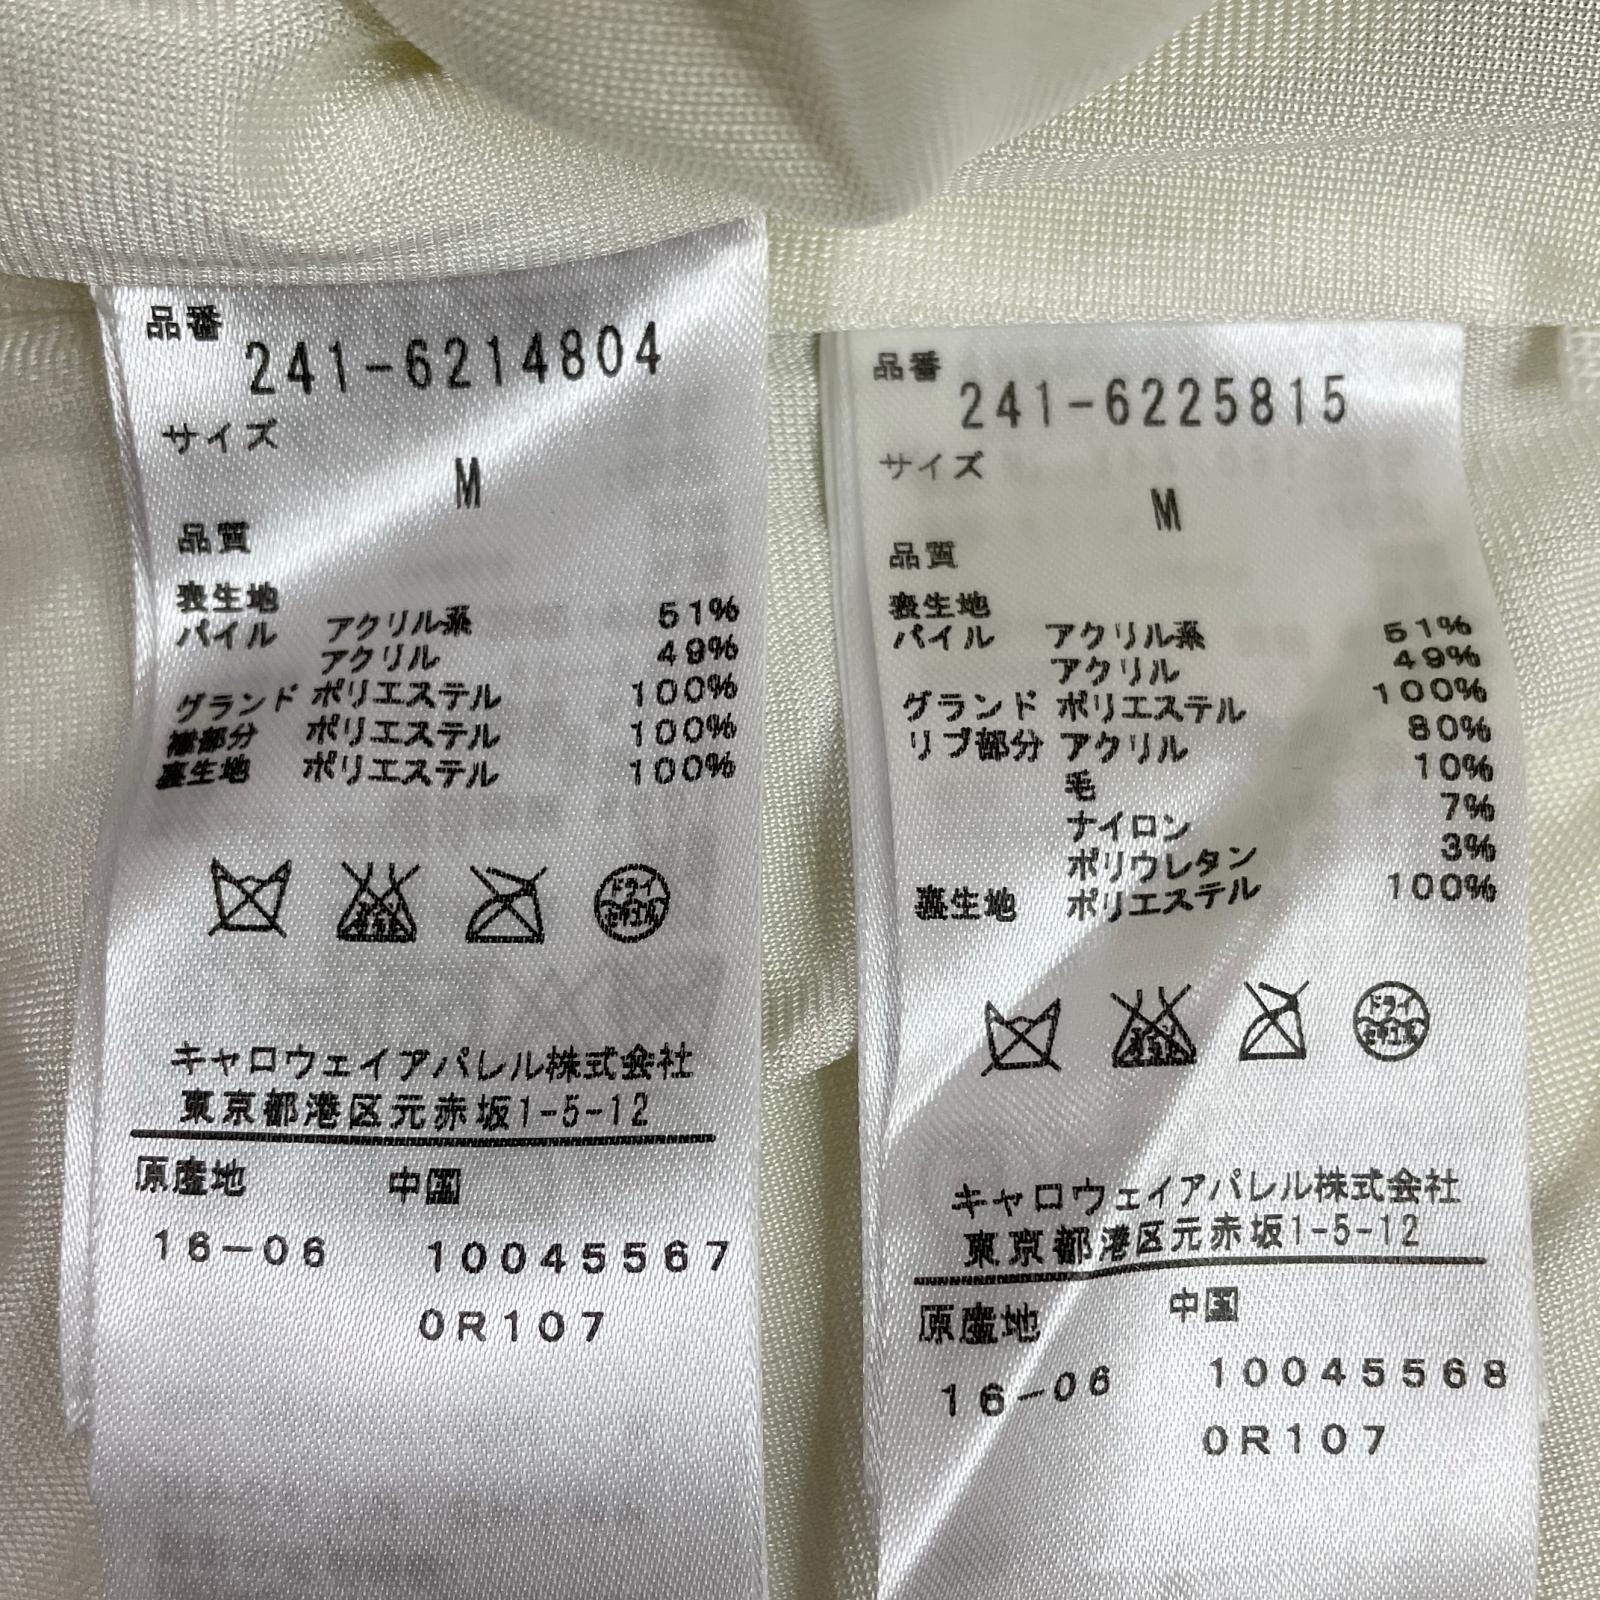 品番
241-6214804
サイズ
M
品質
表生地
パイル アクリル系 51%
アクリル 49%
グランド ポリエステル 100%
襟部分 ポリエステル 100%
裏生地 ポリエステル 100%
ドライ
キャロウェイアパレル株式会社
東京都港区元赤坂1-5-12
原産地 中国
16-06 10045567
0R107
品番
241-6225815
サイズ
M
品質
表生地
パイル アクリル系 51%
アクリル 49%
グランド ポリエステル 100%
リブ部分 アクリル 80%
毛 10%
ナイロン 7%
ポリウレタン 3%
裏生地 ポリエステル 100%
ドライ
キャロウェイアパレル株式会社
東京都港区元赤坂1-5-12
原産地 中国
16-06 10045568
0R107